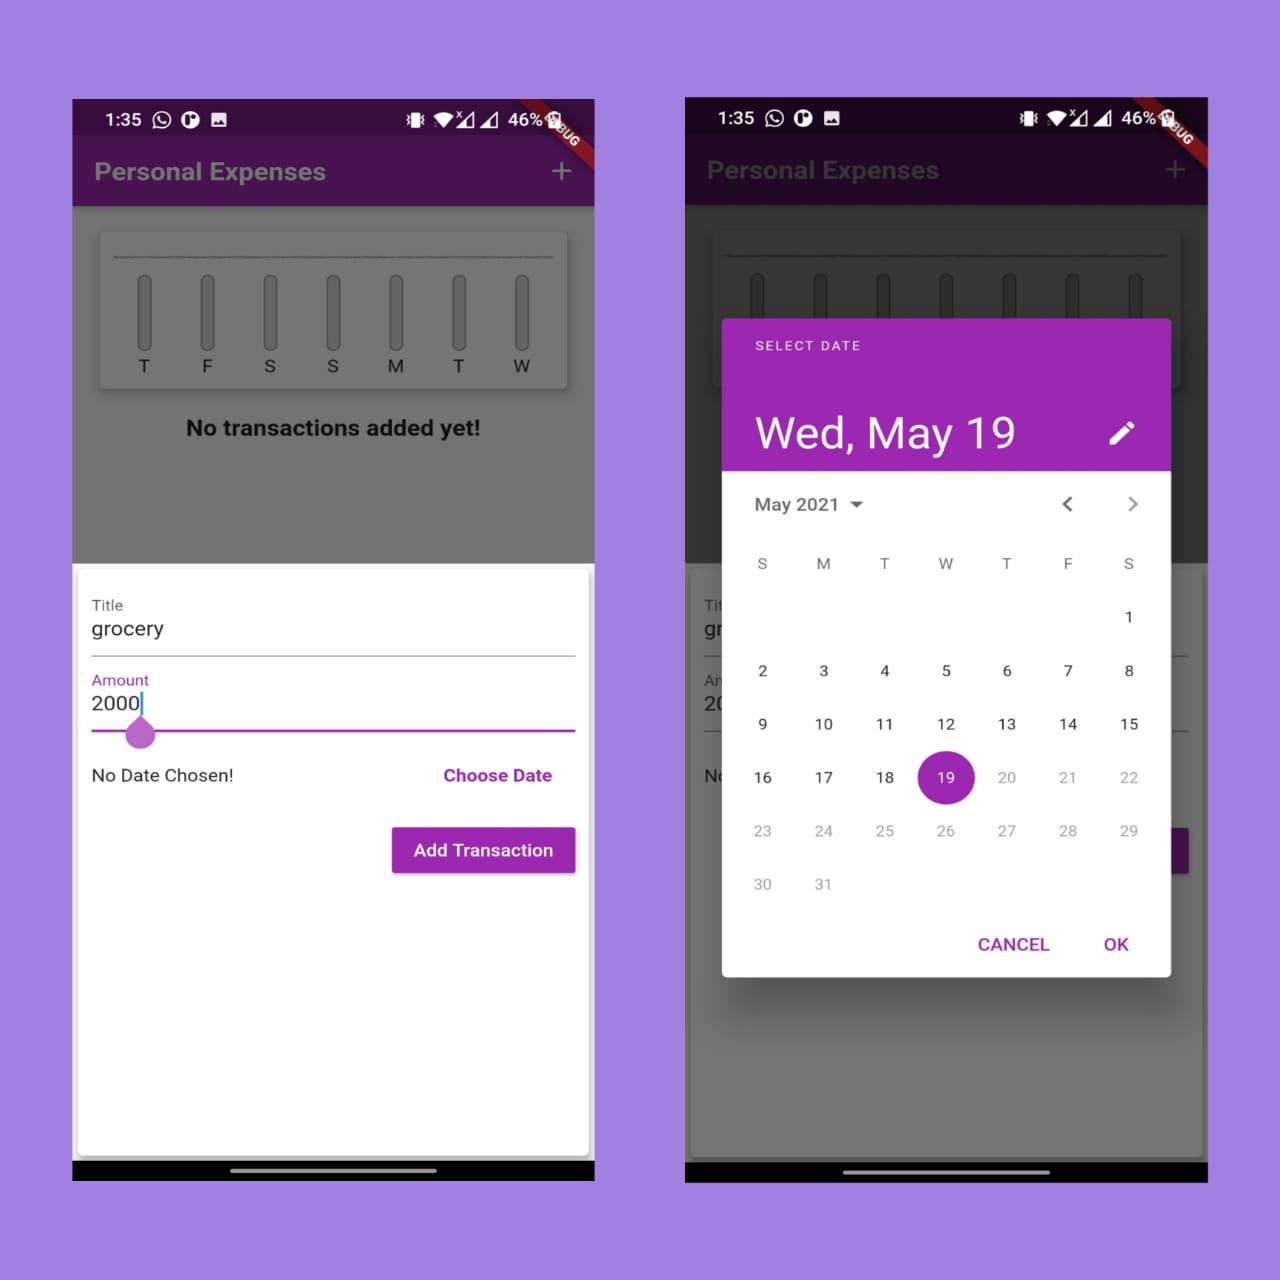 1:35 46%
BUG
Personal Expenses +
T F S S M T W
No transactions added yet!
Title
grocery
Amount
2000
No Date Chosen! Choose Date
Add Transaction
1:35 46%
BUG
Personal Expenses +
SELECT DATE
Wed, May 19
May 2021
S M T W T F S
1
2 3 4 5 6 7 8
9 10 11 12 13 14 15
16 17 18 19 20 21 22
23 24 25 26 27 28 29
30 31
CANCEL OK